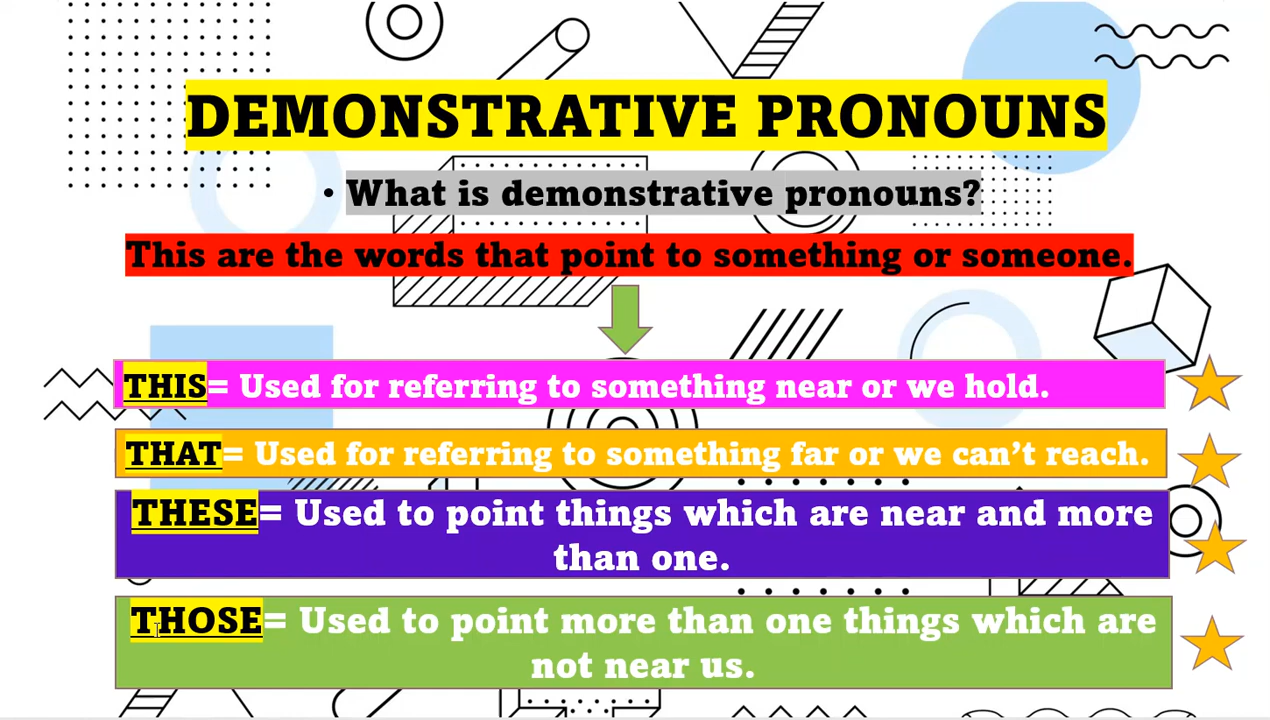 DEMONSTRATIVE PRONOUNS
• What is demonstrative pronouns?
This are the words that point to something or someone.
THIS= Used for referring to something near or we hold.
THAT= Used for referring to something far or we can’t reach.
THESE= Used to point things which are near and more
than one.
THOSE= Used to point more than one things which are
not near us.